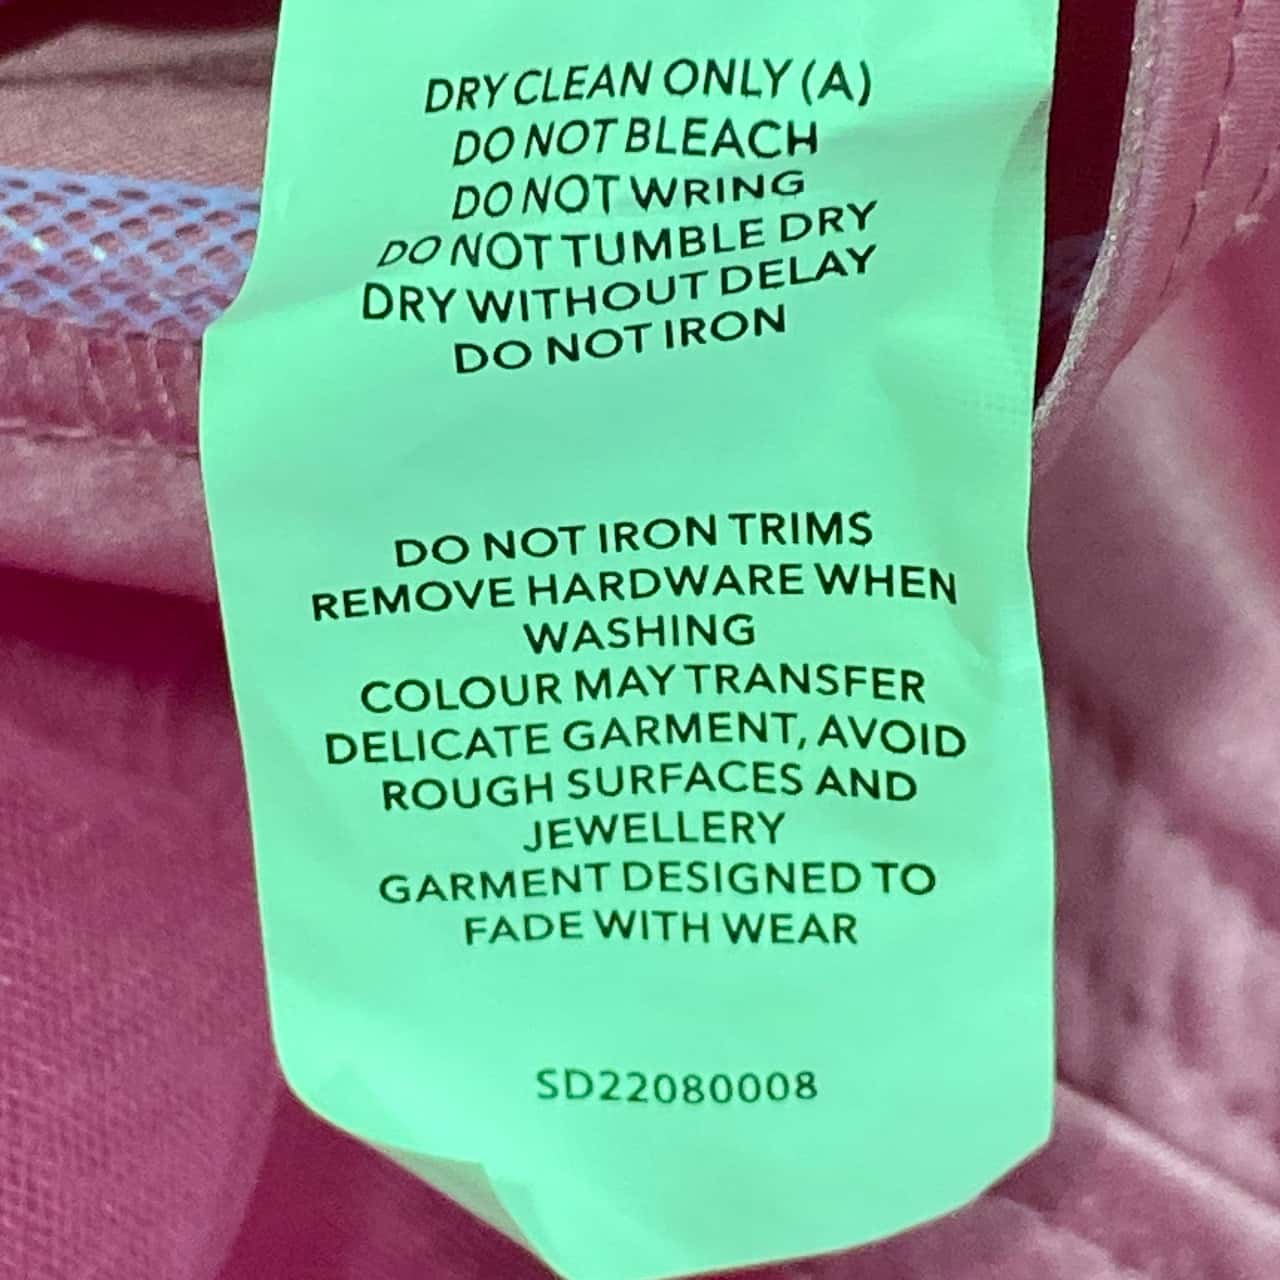 DRY CLEAN ONLY (A)
DO NOT BLEACH
DO NOT WRING
DO NOT TUMBLE DRY
DRY WITHOUT DELAY
DO NOT IRON
DO NOT IRON TRIMS
REMOVE HARDWARE WHEN
WASHING
COLOUR MAY TRANSFER
DELICATE GARMENT, AVOID
ROUGH SURFACES AND
JEWELLERY
GARMENT DESIGNED TO
FADE WITH WEAR
SD22080008